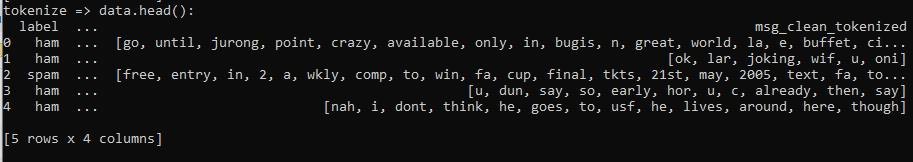 tokenize => data.head():
label ... msg_clean_tokenized
0 ham ... [go, until, jurong, point, crazy, available, only, in, bugis, n, great, world, la, e, buffet, ci...
1 ham ... [ok, lar, joking, wif, u, oni]
2 spam ... [free, entry, in, 2, a, wkly, comp, to, win, fa, cup, final, tkts, 21st, may, 2005, text, fa, to...
3 ham ... [u, dun, say, so, early, hor, u, c, already, then, say]
4 ham ... [nah, i, dont, think, he, goes, to, usf, he, lives, around, here, though]
[5 rows x 4 columns]